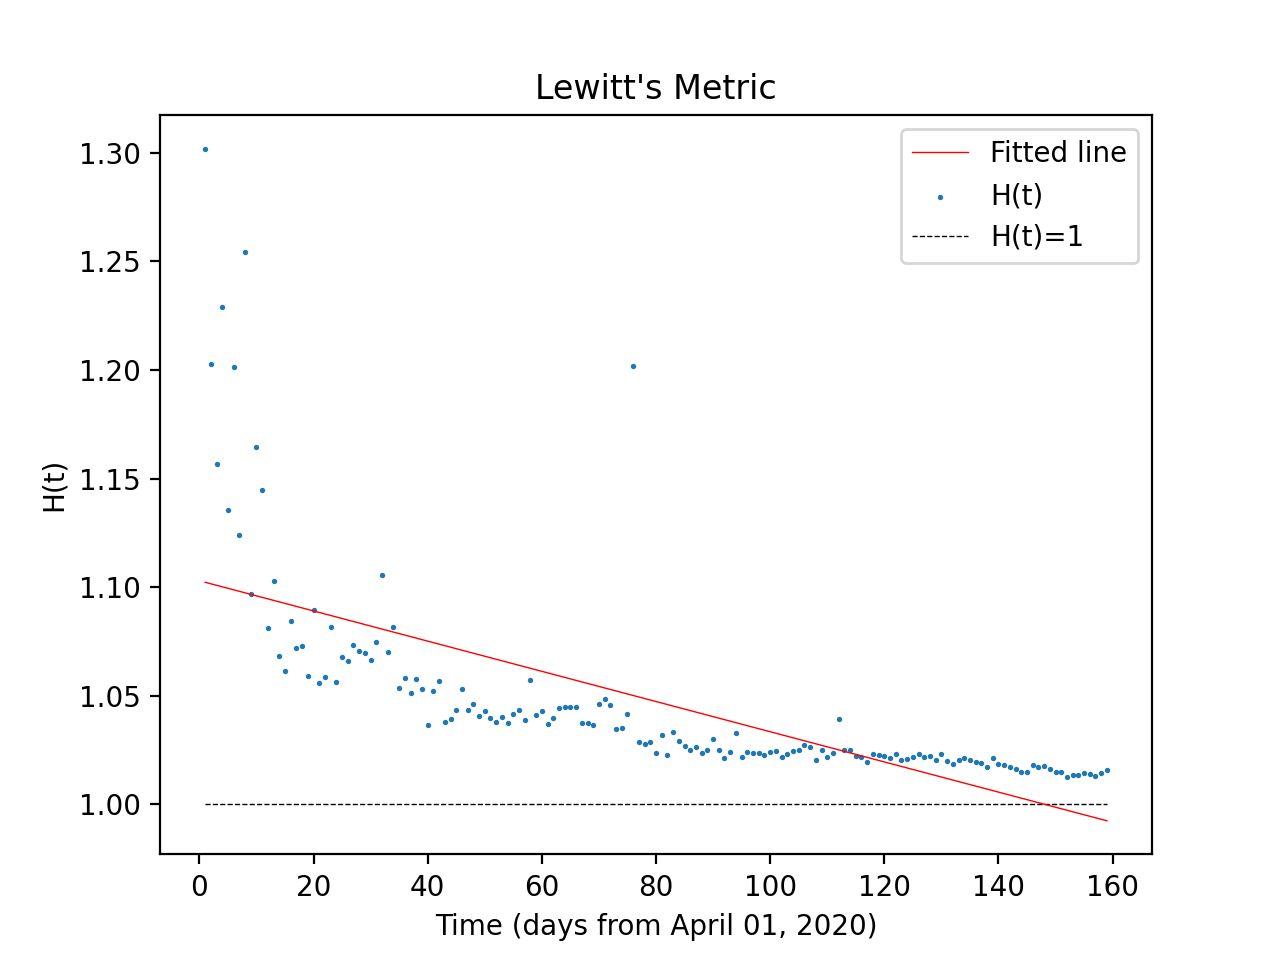 Lewitt's Metric
Fitted line
H(t)
H(t)=1
1.30
1.25
1.20
1.15
1.10
1.05
1.00
H(t)
0 20 40 60 80 100 120 140 160
Time (days from April 01, 2020)